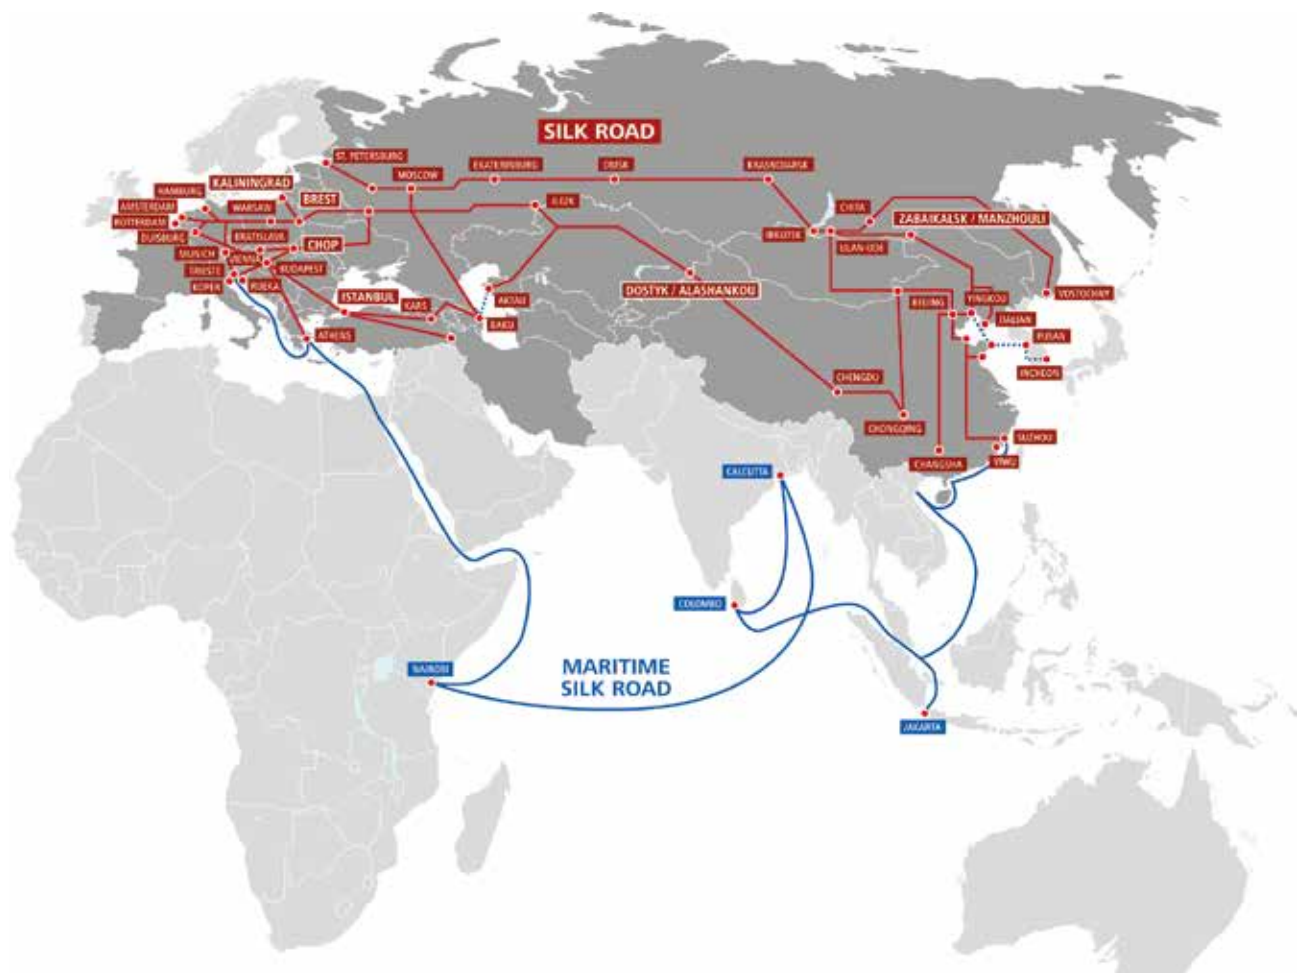 SILK ROAD
ST. PETERSBURG
MOSCOW
EKATERINBURG
OMSK
KRASNOJARSK
KALININGRAD
HAMBURG
BREST
AMSTERDAM
WARSAW
ILEZK
CHITA
ROTTERDAM
ZABAIKALSK / MANZHOULI
DUISBURG
BRATISLAVA
IRKUTSK
CHOP
ULAN-UDE
MUNICH
VIENNA
TRIESTE
BUDAPEST
KOPER
RIJEKA
DOSTYK / ALASHANKOU
VOSTOCHNY
ISTANBUL
AKTAU
BEIJING
YINGKOU
KARS
DALIAN
BAKU
ATHENS
PUSAN
INCHEON
CHENGDU
CHONGQING
SUZHOU
CHANGSHA
YIWU
CALCUTTA
COLOMBO
NAIROBI
MARITIME
SILK ROAD
JAKARTA